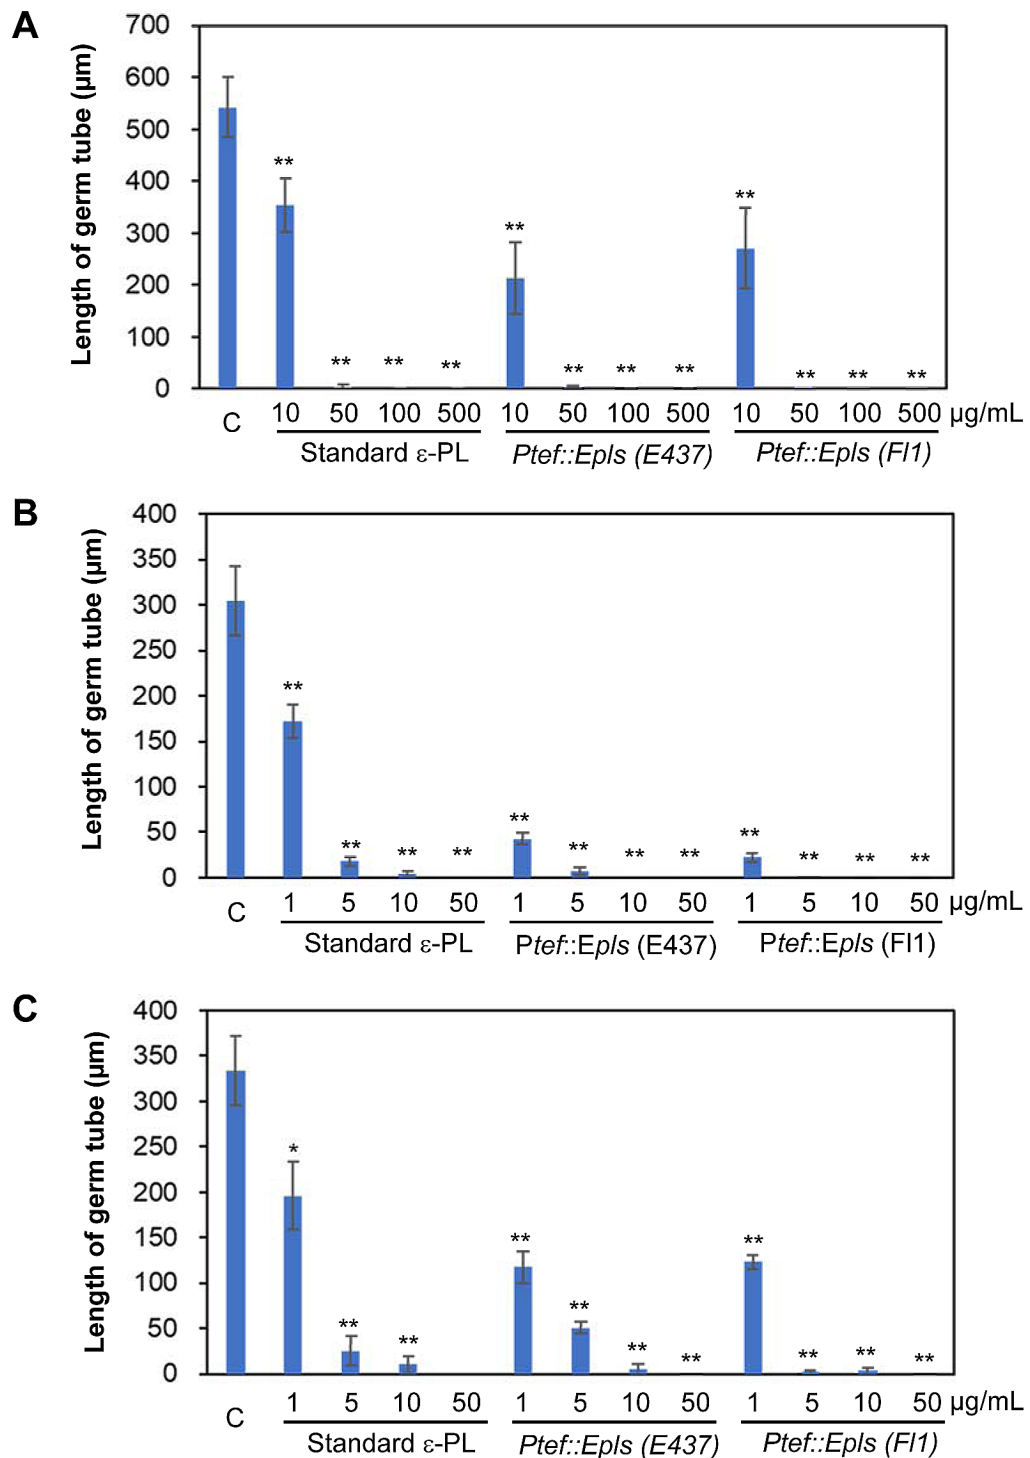 A
Length of germ tube (µm)
700
600
500
400
300
200
100
0
** ** ** ** ** ** ** ** ** ** ** **
C 10 50 100 500 10 50 100 500 10 50 100 500 µg/mL
Standard ε-PL Ptef::Epls (E437) Ptef::Epls (Fl1)
B
Length of germ tube (µm)
400
350
300
250
200
150
100
50
0
** ** ** ** ** ** ** ** ** ** ** **
C 1 5 10 50 1 5 10 50 1 5 10 50 µg/mL
Standard ε-PL Ptef::Epls (E437) Ptef::Epls (Fl1)
C
Length of germ tube (µm)
400
350
300
250
200
150
100
50
0
* ** ** ** ** ** ** ** ** ** **
C 1 5 10 50 1 5 10 50 1 5 10 50 µg/mL
Standard ε-PL Ptef::Epls (E437) Ptef::Epls (Fl1)